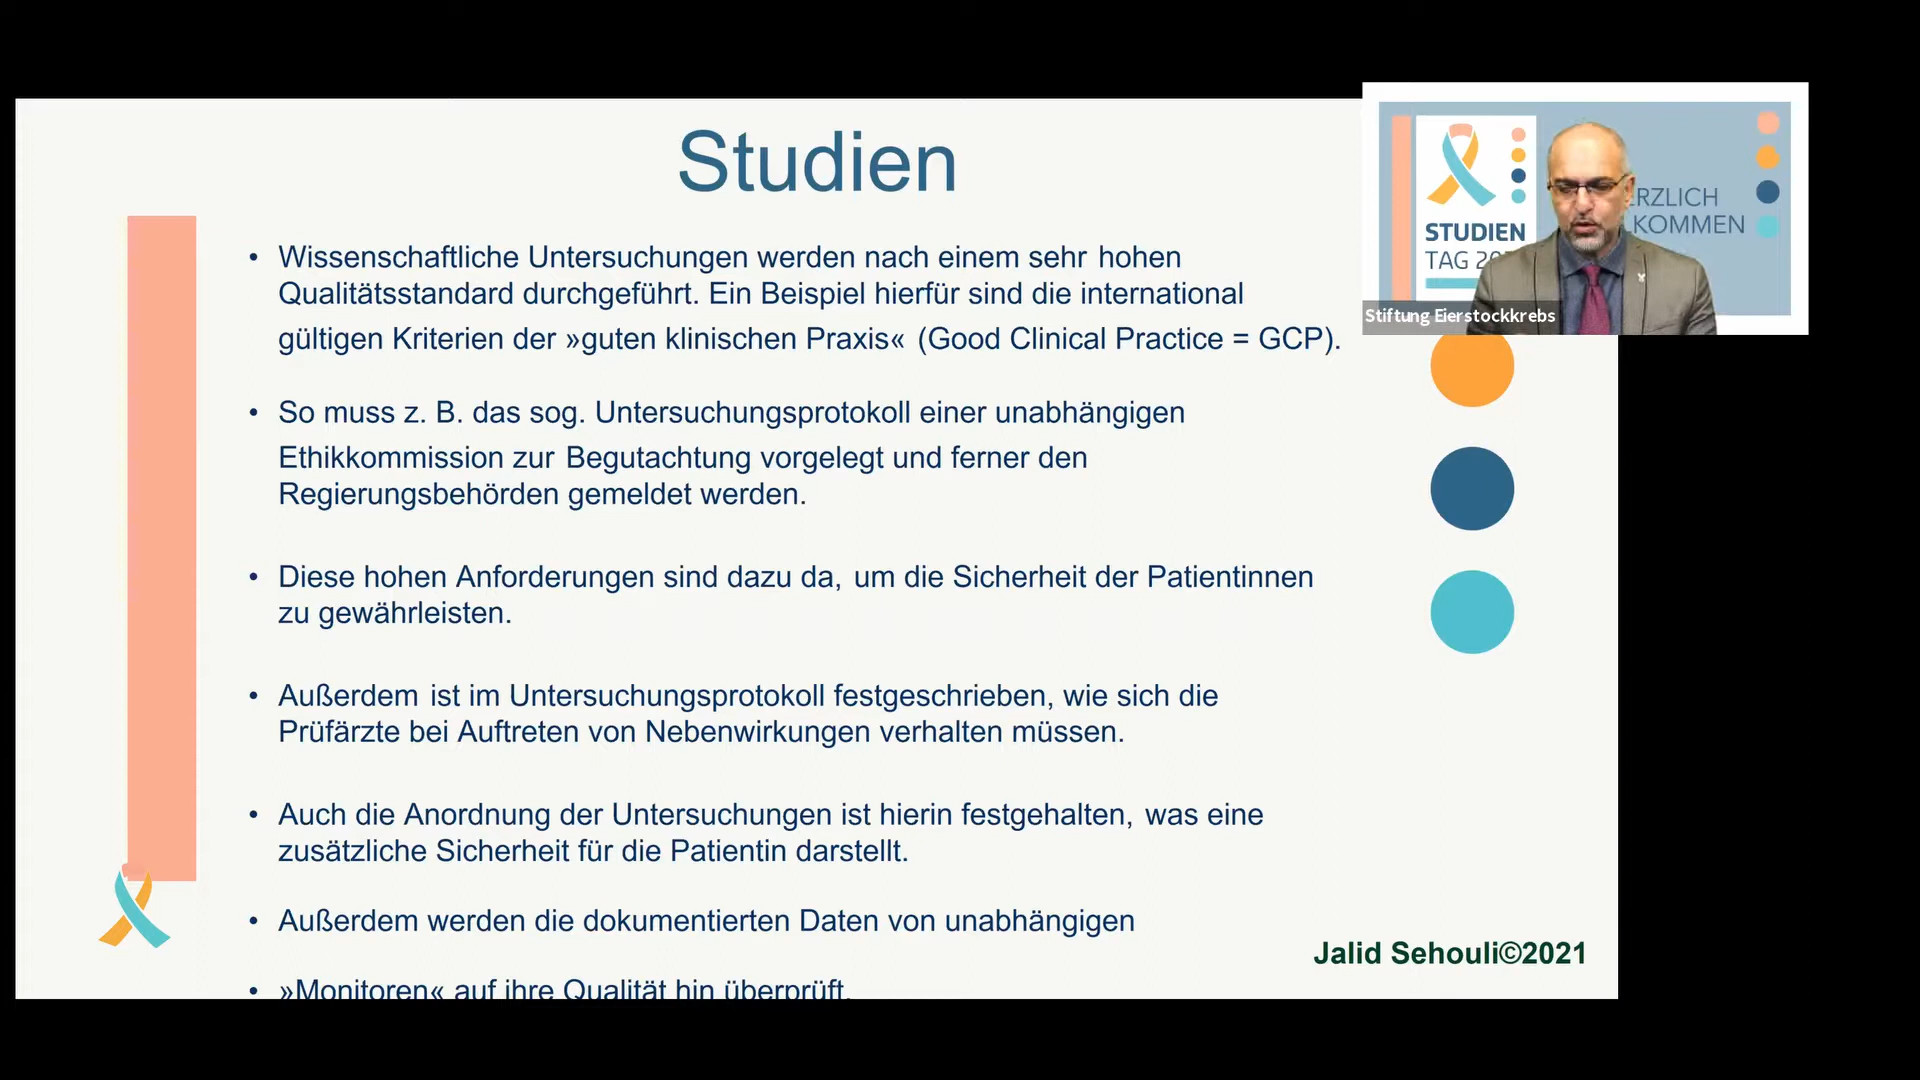 Studien
• Wissenschaftliche Untersuchungen werden nach einem sehr hohen
Qualitätsstandard durchgeführt. Ein Beispiel hierfür sind die international
gültigen Kriterien der »guten klinischen Praxis« (Good Clinical Practice = GCP).
• So muss z. B. das sog. Untersuchungsprotokoll einer unabhängigen
Ethikkommission zur Begutachtung vorgelegt und ferner den
Regierungsbehörden gemeldet werden.
• Diese hohen Anforderungen sind dazu da, um die Sicherheit der Patientinnen
zu gewährleisten.
• Außerdem ist im Untersuchungsprotokoll festgeschrieben, wie sich die
Prüfärzte bei Auftreten von Nebenwirkungen verhalten müssen.
• Auch die Anordnung der Untersuchungen ist hierin festgehalten, was eine
zusätzliche Sicherheit für die Patientin darstellt.
• Außerdem werden die dokumentierten Daten von unabhängigen
• »Monitoren« auf ihre Qualität hin überprüft.
Jalid Sehouli©2021
STUDIEN
TAG
RZLICH
KOMMEN
Stiftung Eierstockkrebs